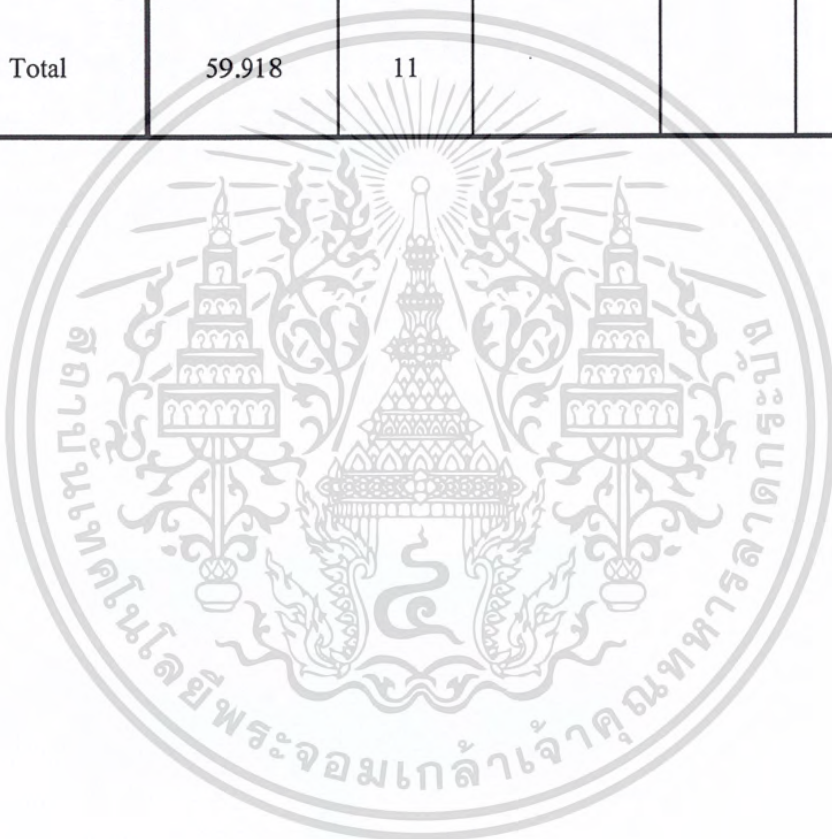 Total 59.918 11
สถาบันเทคโนโลยีพระจอมเกล้าเจ้าคุณทหารลาดกระบัง